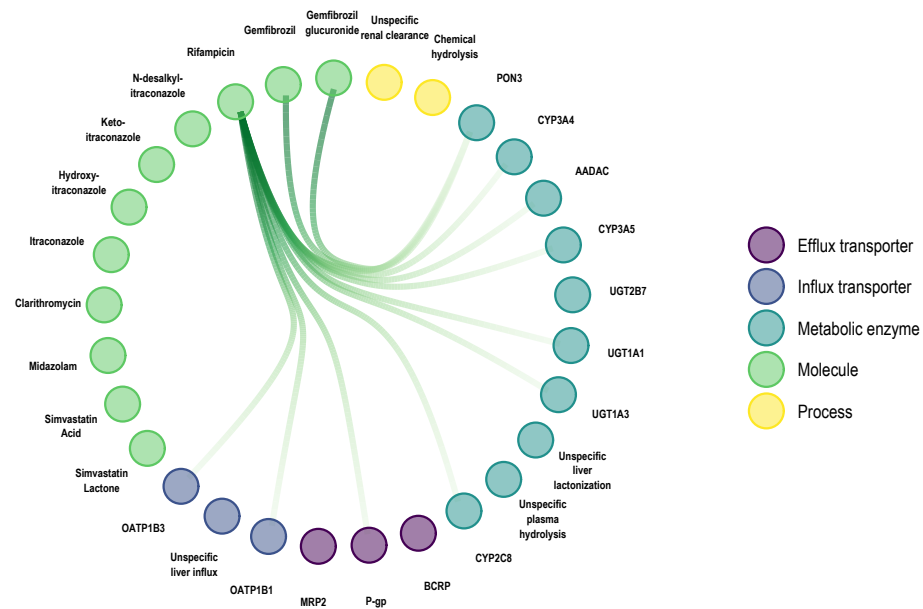 Gemfibrozil
glucuronide
Unspecific
renal clearance
Chemical
hydrolysis
PON3
CYP3A4
AADAC
CYP3A5
UGT2B7
UGT1A1
UGT1A3
Unspecific
liver
lactonization
Unspecific
plasma
hydrolysis
CYP2C8
BCRP
P-gp
MRP2
OATP1B1
Unspecific
liver influx
OATP1B3
Simvastatin
Lactone
Simvastatin
Acid
Midazolam
Clarithromycin
Itraconazole
Hydroxy-
itraconazole
Keto-
itraconazole
N-desalkyl-
itraconazole
Rifampicin
Gemfibrozil
Efflux transporter
Influx transporter
Metabolic enzyme
Molecule
Process